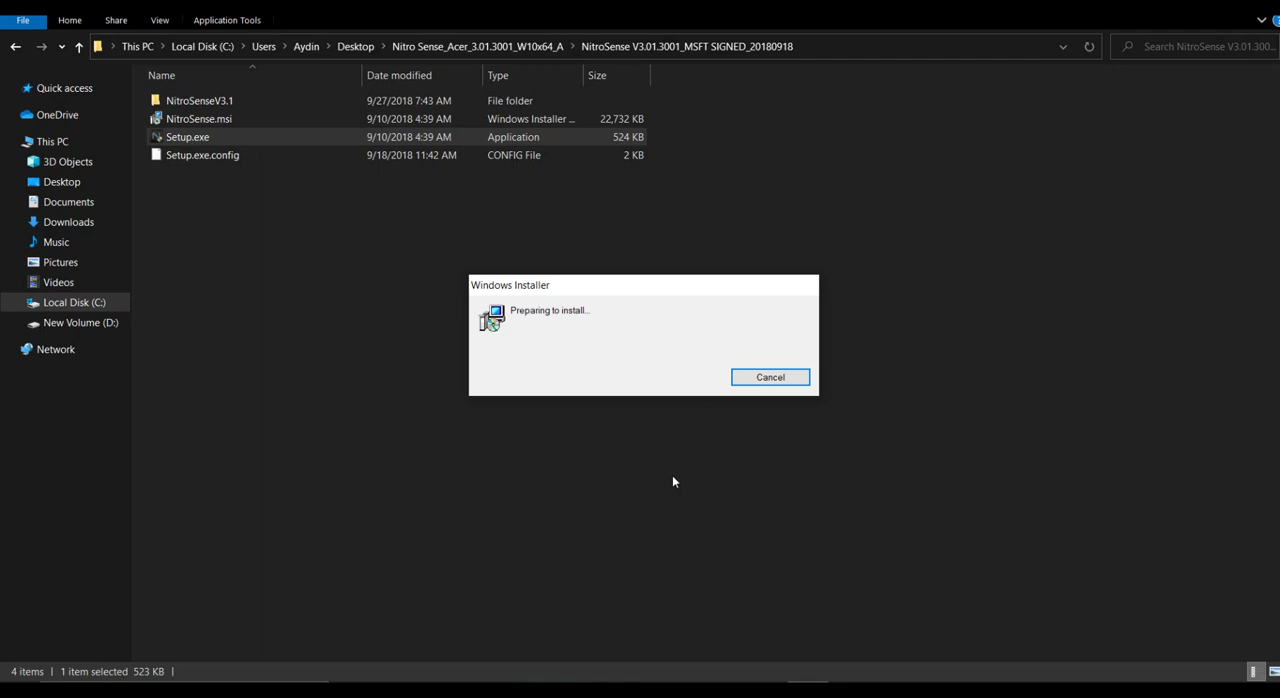 File Home Share View Application Tools
This PC Local Disk (C:) Users Aydin Desktop Nitro Sense_Acer_3.01.3001_W10x64_A NitroSense V3.01.3001_MSFT SIGNED_20180918 Search NitroSense V3.01.300...
Name Date modified Type Size
Quick access
OneDrive
This PC
3D Objects
Desktop
Documents
Downloads
Music
Pictures
Videos
Local Disk (C:)
New Volume (D:)
Network
NitroSenseV3.1 9/27/2018 7:43 AM File folder
NitroSense.msi 9/10/2018 4:39 AM Windows Installer ... 22,732 KB
Setup.exe 9/10/2018 4:39 AM Application 524 KB
Setup.exe.config 9/18/2018 11:42 AM CONFIG File 2 KB
Windows Installer
Preparing to install...
Cancel
4 items 1 item selected 523 KB